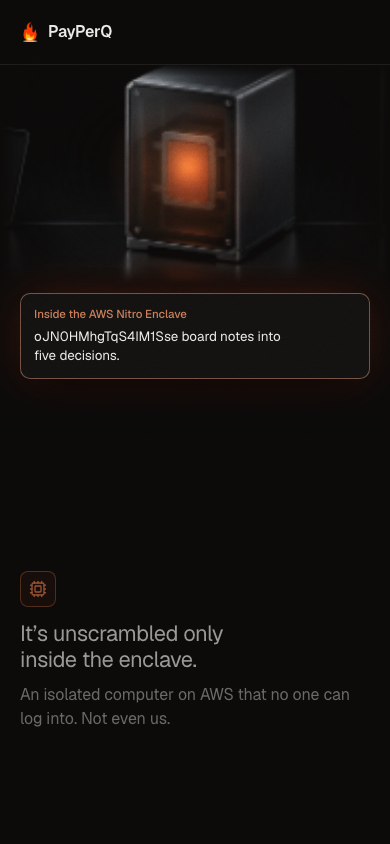 PayPerQ
Inside the AWS Nitro Enclave
oJN0HMhgTqS4lM1Sse board notes into
five decisions.
It’s unscrambled only
inside the enclave.
An isolated computer on AWS that no one can
log into. Not even us.